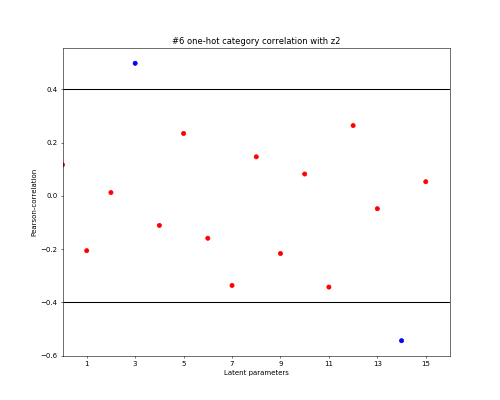 #6 one-hot category correlation with z2
Pearson-correlation
0.4
0.2
0.0
−0.2
−0.4
−0.6
1 3 5 7 9 11 13 15
Latent parameters